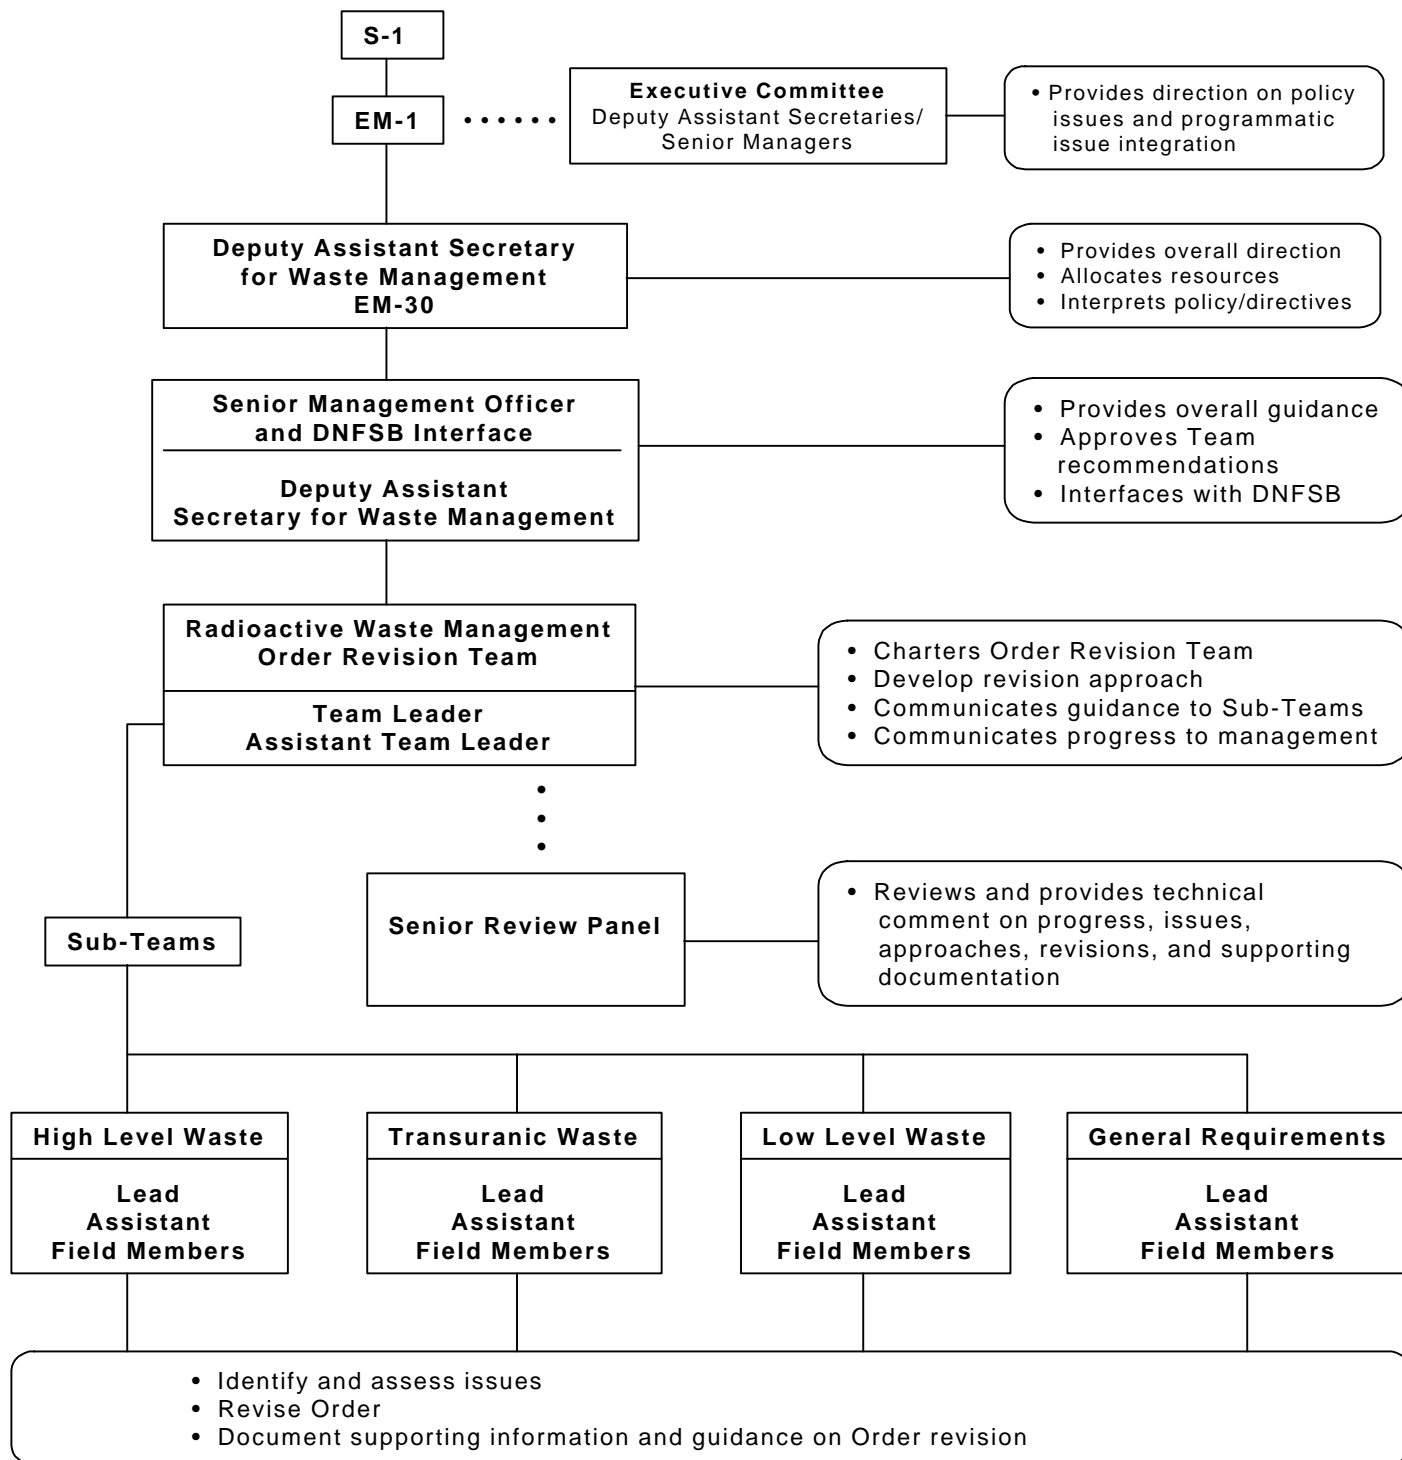 S-1
EM-1
Executive Committee
Deputy Assistant Secretaries/
Senior Managers
• Provides direction on policy
issues and programmatic
issue integration
Deputy Assistant Secretary
for Waste Management
EM-30
• Provides overall direction
• Allocates resources
• Interprets policy/directives
Senior Management Officer
and DNFSB Interface
Deputy Assistant
Secretary for Waste Management
• Provides overall guidance
• Approves Team
recommendations
• Interfaces with DNFSB
Radioactive Waste Management
Order Revision Team
Team Leader
Assistant Team Leader
• Charters Order Revision Team
• Develop revision approach
• Communicates guidance to Sub-Teams
• Communicates progress to management
Senior Review Panel
• Reviews and provides technical
comment on progress, issues,
approaches, revisions, and supporting
documentation
Sub-Teams
High Level Waste
Lead
Assistant
Field Members
Transuranic Waste
Lead
Assistant
Field Members
Low Level Waste
Lead
Assistant
Field Members
General Requirements
Lead
Assistant
Field Members
• Identify and assess issues
• Revise Order
• Document supporting information and guidance on Order revision